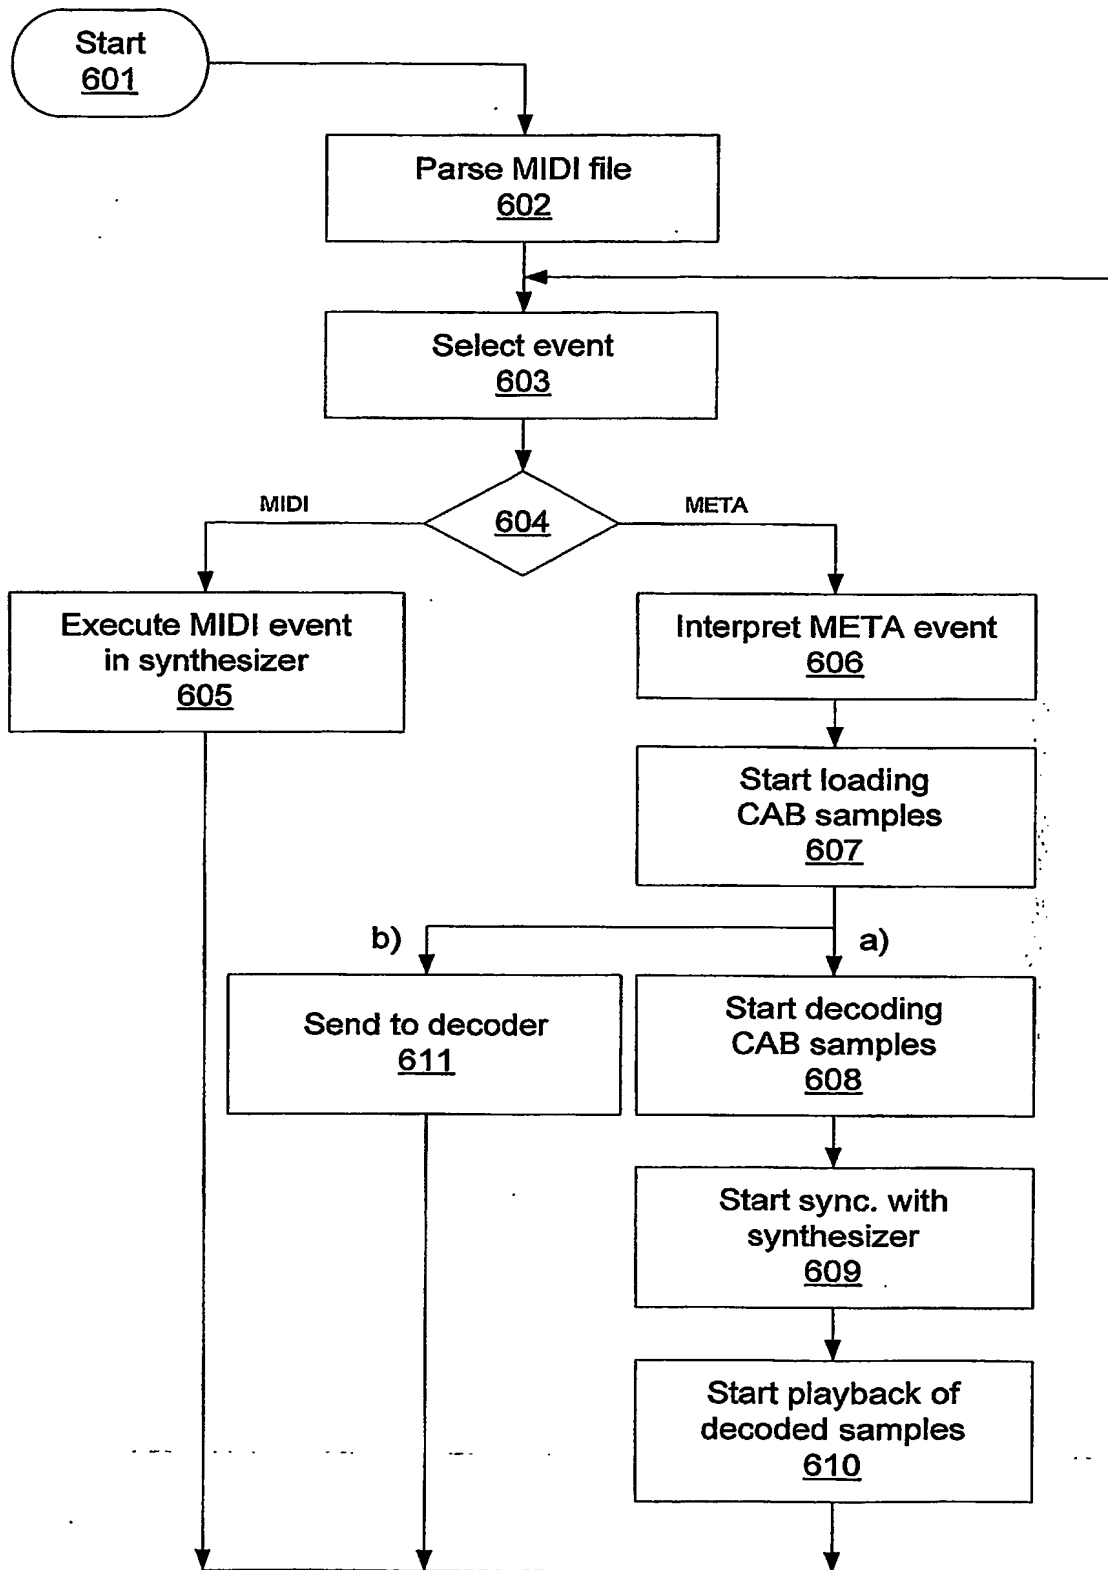 Start
601
Parse MIDI file
602
Select event
603
MIDI
604
META
Execute MIDI event
in synthesizer
605
Interpret META event
606
Start loading
CAB samples
607
b)
a)
Send to decoder
611
Start decoding
CAB samples
608
Start sync. with
synthesizer
609
Start playback of
decoded samples
610